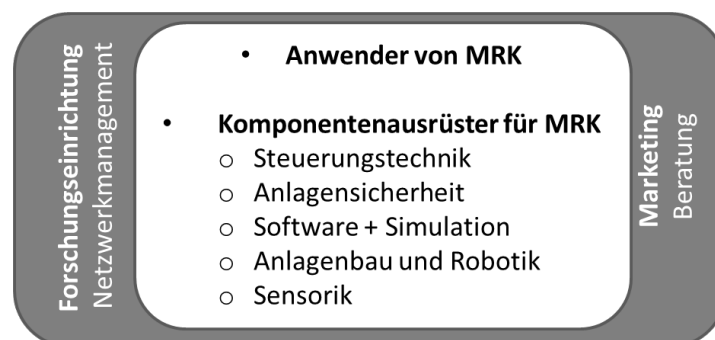 Forschungseinrichtung
Netzwerkmanagement
• Anwender von MRK
• Komponentenausrüster für MRK
o Steuerungstechnik
o Anlagensicherheit
o Software + Simulation
o Anlagenbau und Robotik
o Sensorik
Marketing
Beratung